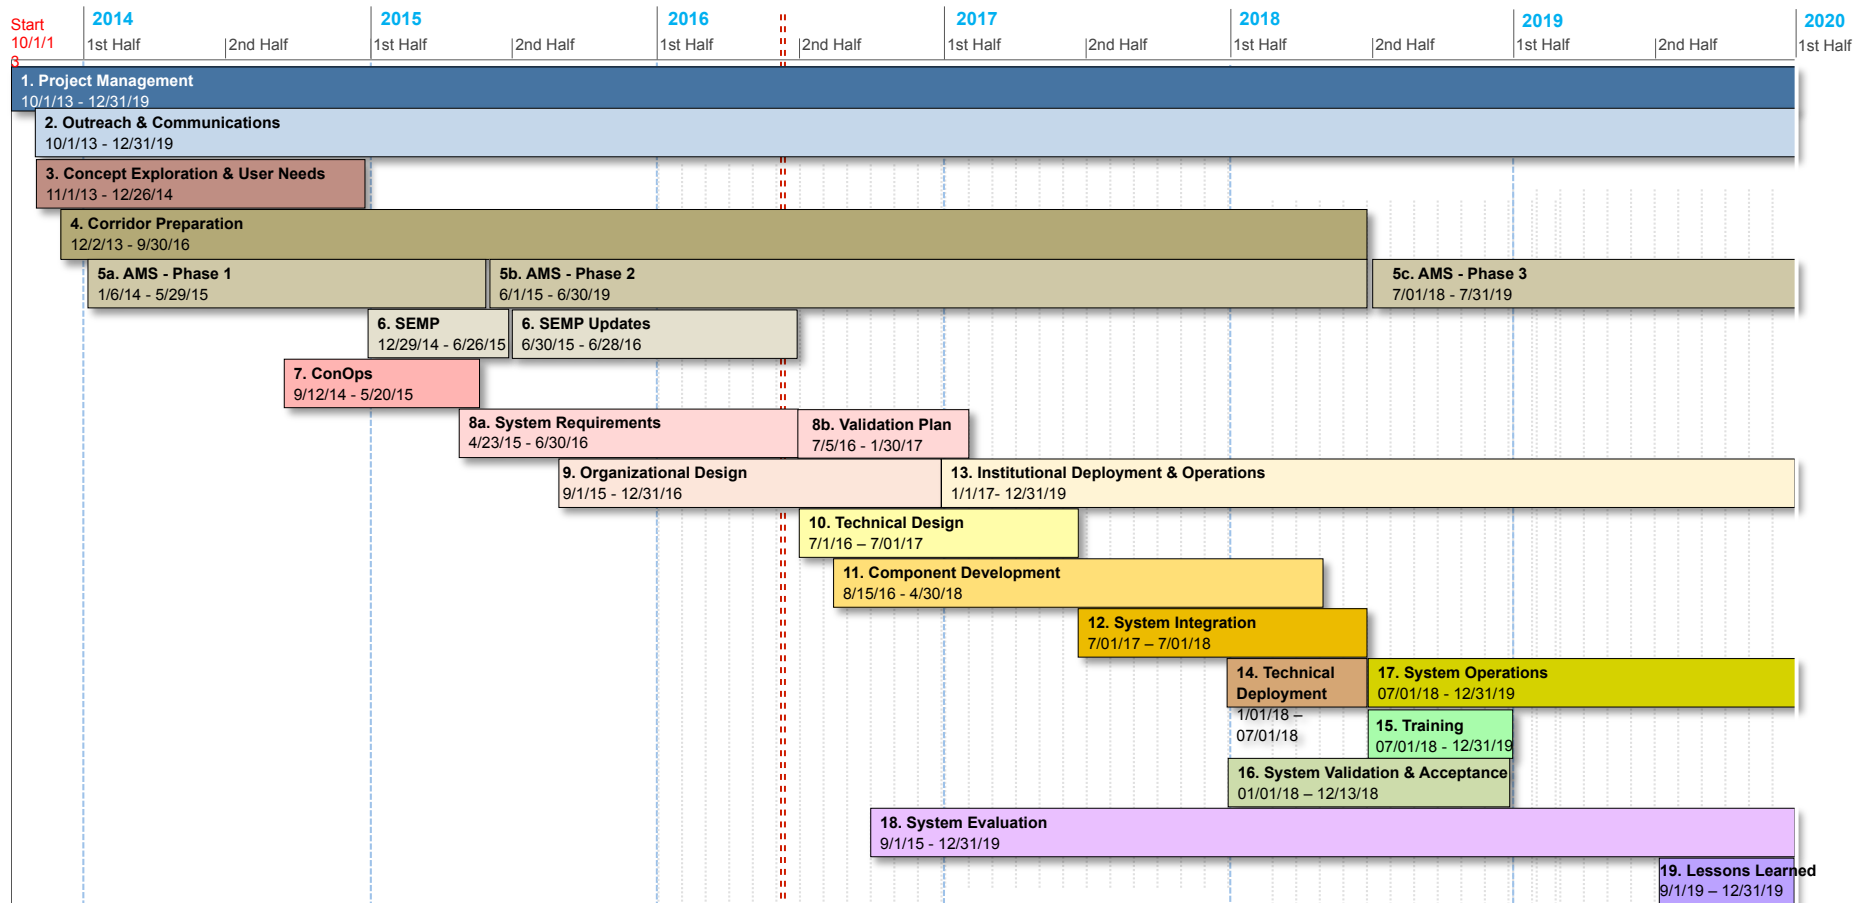 Start
10/1/1
3
2014
2015
2016
2017
2018
2019
2020
1st Half
2nd Half
1st Half
2nd Half
1st Half
2nd Half
1st Half
2nd Half
1st Half
2nd Half
1st Half
2nd Half
1st Half
1. Project Management
10/1/13 - 12/31/19
2. Outreach & Communications
10/1/13 - 12/31/19
3. Concept Exploration & User Needs
11/1/13 - 12/26/14
4. Corridor Preparation
12/2/13 - 9/30/16
5a. AMS - Phase 1
1/6/14 - 5/29/15
5b. AMS - Phase 2
6/1/15 - 6/30/19
5c. AMS - Phase 3
7/01/18 - 7/31/19
6. SEMP
12/29/14 - 6/26/15
6. SEMP Updates
6/30/15 - 6/28/16
7. ConOps
9/12/14 - 5/20/15
8a. System Requirements
4/23/15 - 6/30/16
8b. Validation Plan
7/5/16 - 1/30/17
9. Organizational Design
9/1/15 - 12/31/16
13. Institutional Deployment & Operations
1/1/17- 12/31/19
10. Technical Design
7/1/16 – 7/01/17
11. Component Development
8/15/16 - 4/30/18
12. System Integration
7/01/17 – 7/01/18
14. Technical
Deployment
1/01/18 –
07/01/18
17. System Operations
07/01/18 - 12/31/19
15. Training
07/01/18 - 12/31/19
16. System Validation & Acceptance
01/01/18 – 12/13/18
18. System Evaluation
9/1/15 - 12/31/19
19. Lessons Learned
9/1/19 – 12/31/19